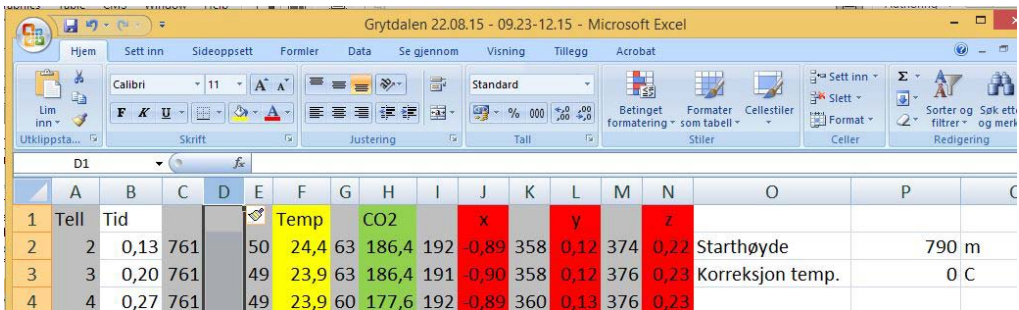 Grytdalen 22.08.15 - 09.23-12.15 - Microsoft Excel
Hjem Sett inn Sideoppsett Formler Data Se gjennom Visning Tillegg Acrobat
Lim inn
Utklippsta...
Calibri 11
F K U
Skrift
Justering
Standard
% 000
Tall
Betinget formatering
Formater som tabell
Cellestiler
Stiler
Sett inn
Slett
Format
Celler
Sorter og filtrer
Redigering
D1 fx
A B C D E F G H I J K L M N O P
1 Tell Tid Temp CO2 x y z
2 2 0,13 761 50 24,4 63 186,4 192 -0,89 358 0,12 374 0,22 Starthøyde 790 m
3 3 0,20 761 49 23,9 63 186,4 191 -0,90 358 0,12 376 0,23 Korreksjon temp. 0 C
4 4 0,27 761 49 23,9 60 177,6 192 -0,89 360 0,13 376 0,23